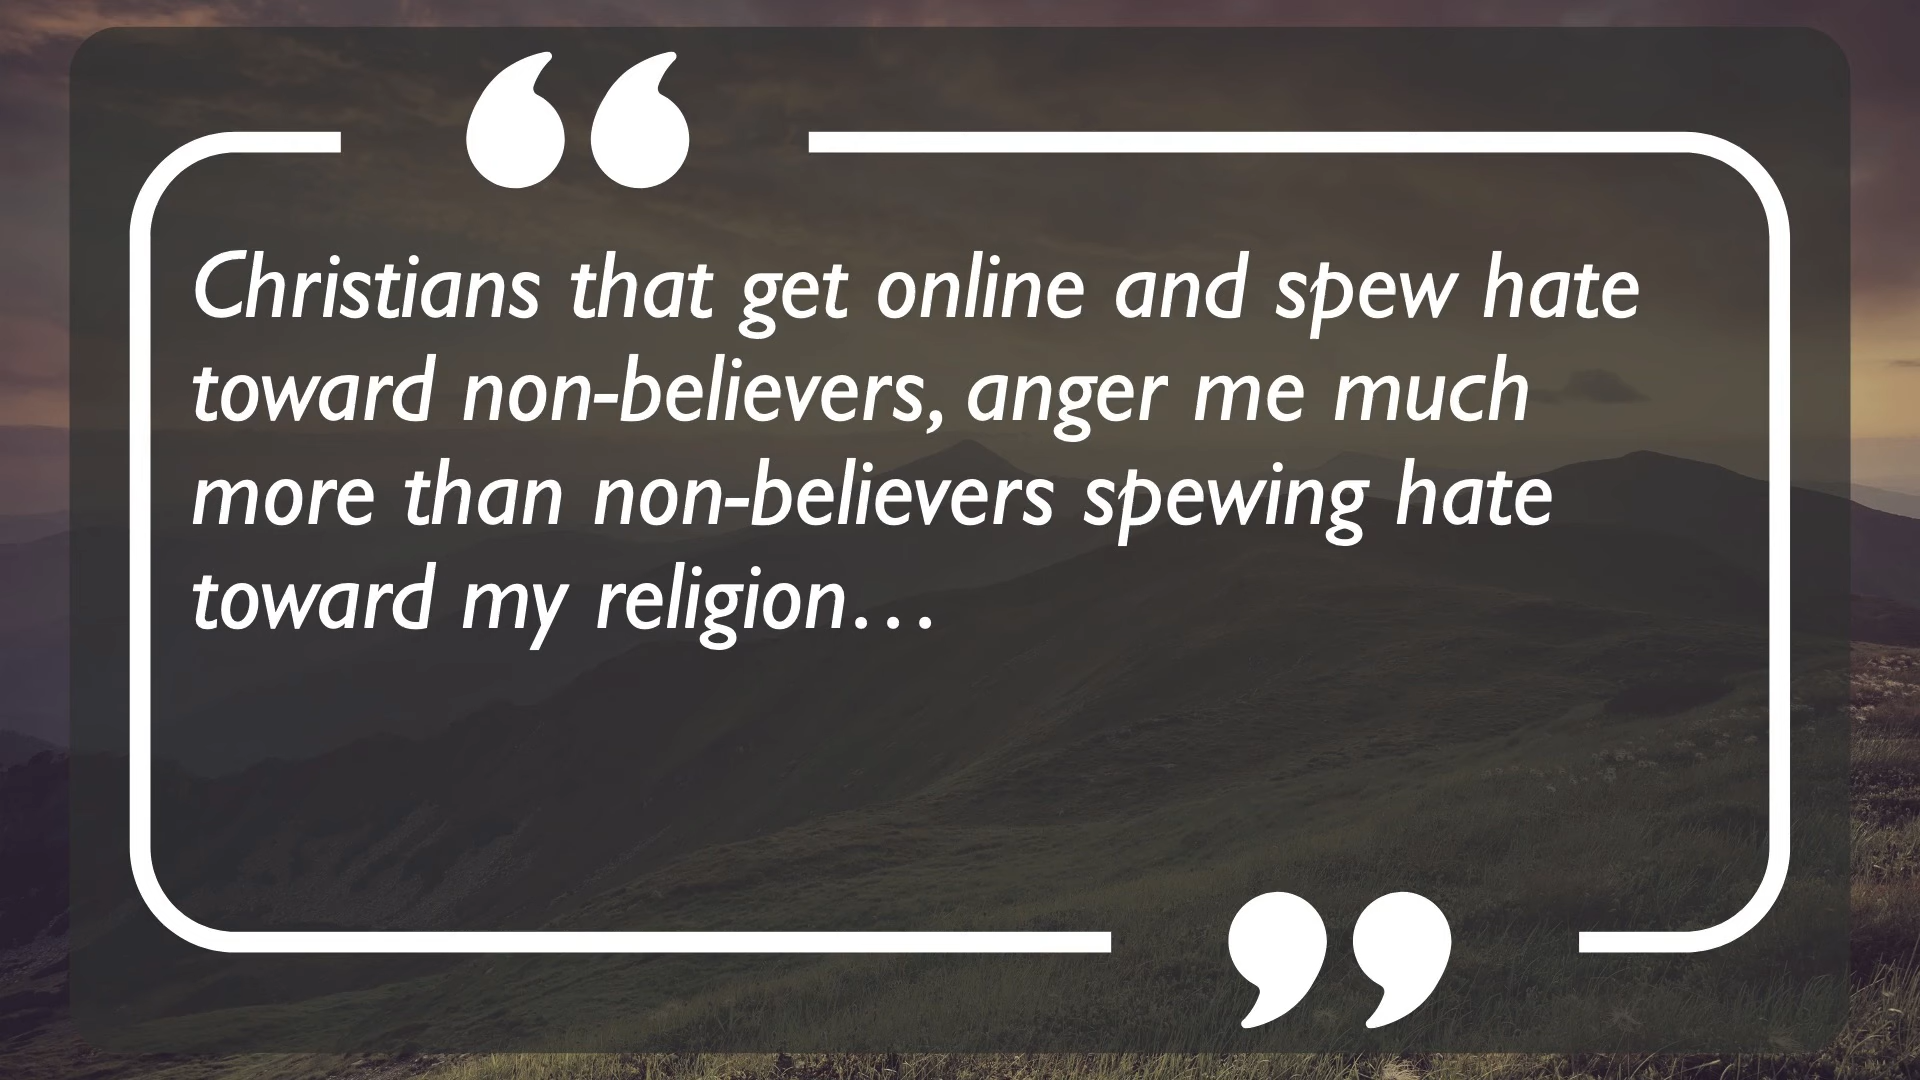 Christians that get online and spew hate
toward non-believers, anger me much
more than non-believers spewing hate
toward my religion…